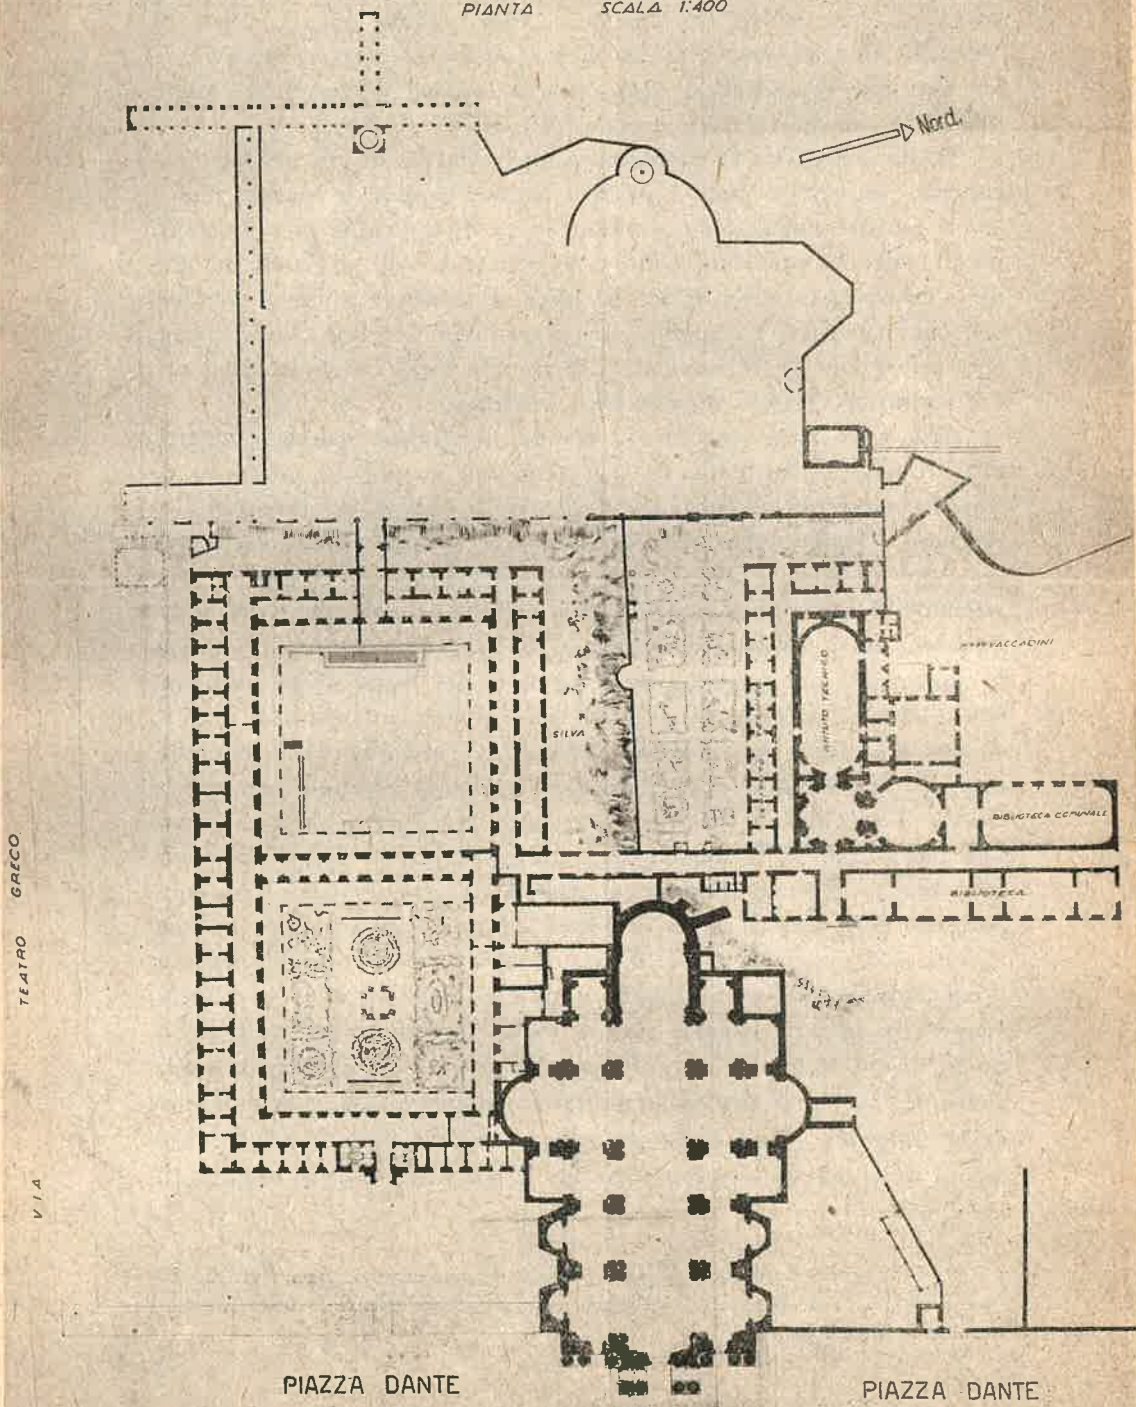 PIANTA SCALA 1:400
Nord.
VACCADINI
ISTITUTO TECNICO
SILVA
BIBLIOTECA COMUNALE
BIBLIOTECA
VIA TEATRO GRECO
PIAZZA DANTE
PIAZZA DANTE